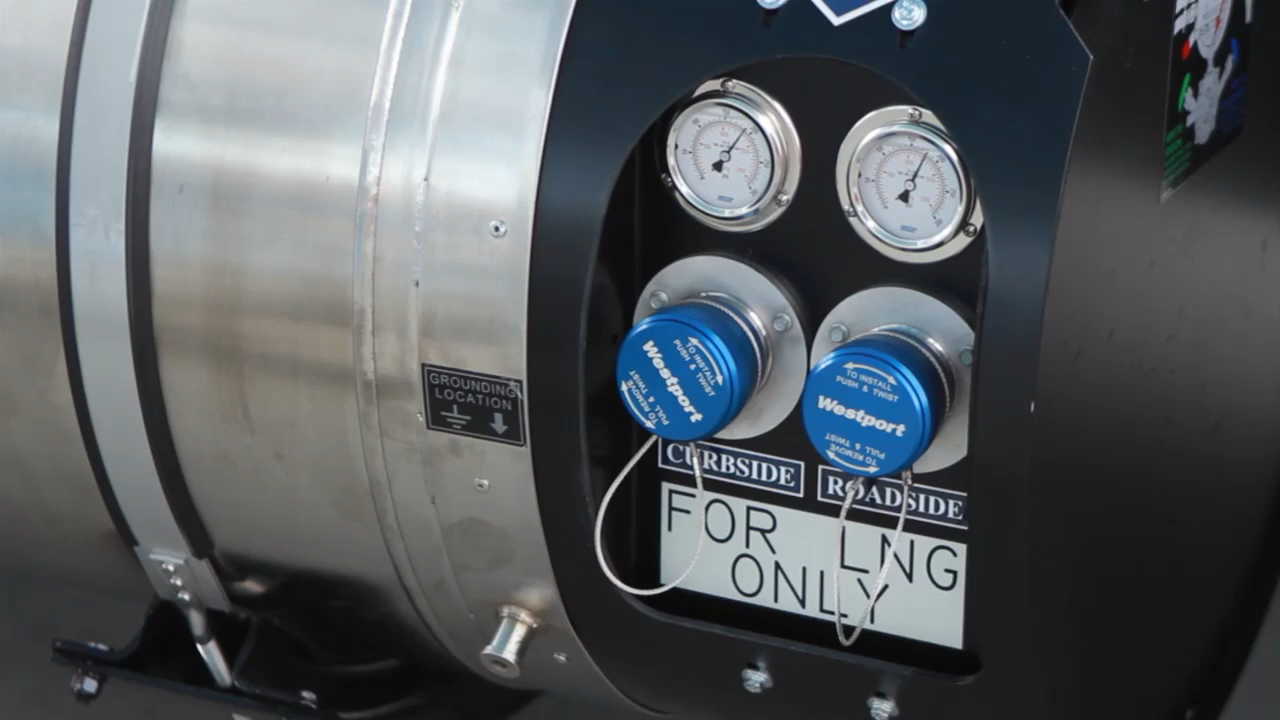 GROUNDING
LOCATION
TO INSTALL
PUSH & TWIST
Westport
PULL & TWIST
TO REMOVE
TO INSTALL
PUSH & TWIST
Westport
PULL & TWIST
TO REMOVE
CURBSIDE
ROADSIDE
FOR LNG
ONLY